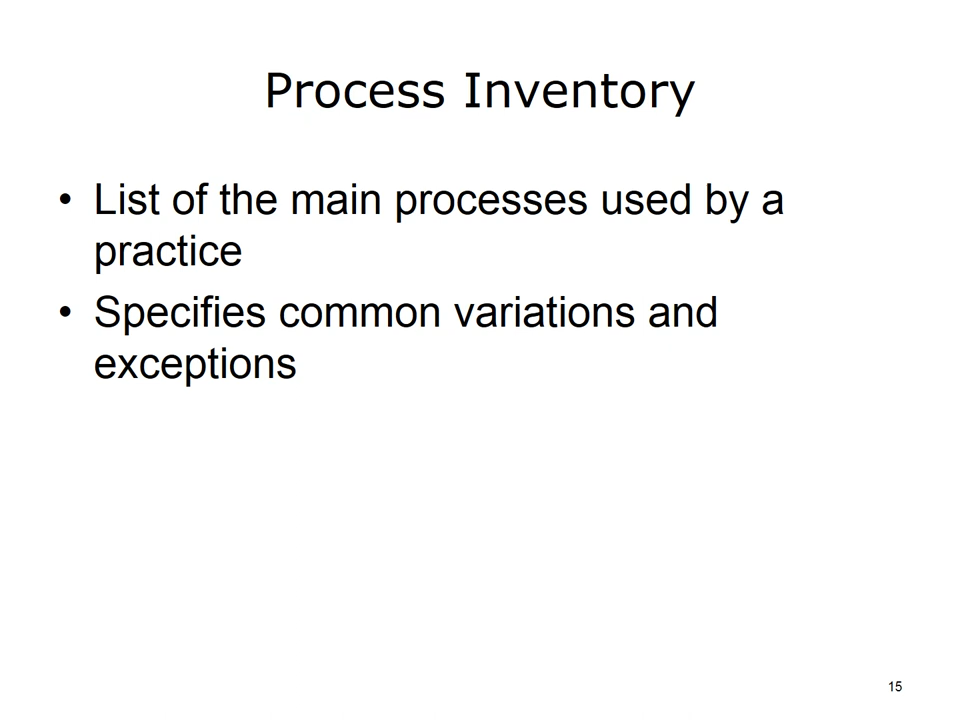 Process Inventory
• List of the main processes used by a
practice
• Specifies common variations and
exceptions
15